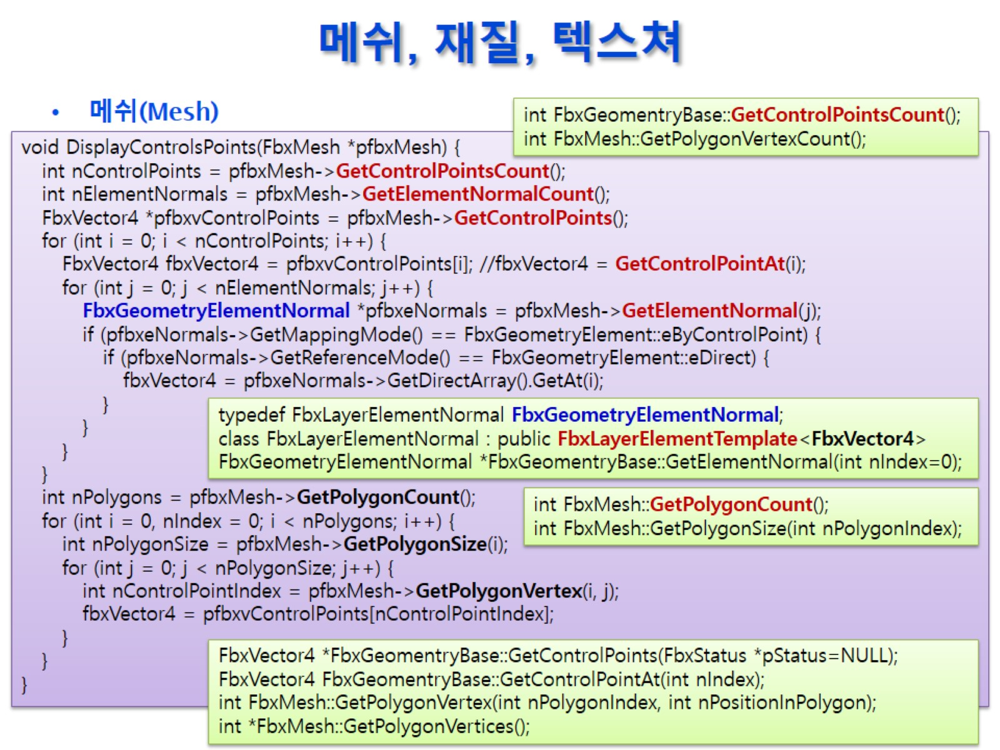 메쉬, 재질, 텍스쳐
• 메쉬(Mesh)
int FbxGeomentryBase::GetControlPointsCount();
int FbxMesh::GetPolygonVertexCount();
void DisplayControlsPoints(FbxMesh *pfbxMesh) {
int nControlPoints = pfbxMesh->GetControlPointsCount();
int nElementNormals = pfbxMesh->GetElementNormalCount();
FbxVector4 *pfbxvControlPoints = pfbxMesh->GetControlPoints();
for (int i = 0; i < nControlPoints; i++) {
FbxVector4 fbxVector4 = pfbxvControlPoints[i]; //fbxVector4 = GetControlPointAt(i);
for (int j = 0; j < nElementNormals; j++) {
FbxGeometryElementNormal *pfbxeNormals = pfbxMesh->GetElementNormal(j);
if (pfbxeNormals->GetMappingMode() == FbxGeometryElement::eByControlPoint) {
if (pfbxeNormals->GetReferenceMode() == FbxGeometryElement::eDirect) {
fbxVector4 = pfbxeNormals->GetDirectArray().GetAt(i);
}
}
}
}
typedef FbxLayerElementNormal FbxGeometryElementNormal;
class FbxLayerElementNormal : public FbxLayerElementTemplate<FbxVector4>
FbxGeometryElementNormal *FbxGeomentryBase::GetElementNormal(int nIndex=0);
int nPolygons = pfbxMesh->GetPolygonCount();
for (int i = 0, nIndex = 0; i < nPolygons; i++) {
int nPolygonSize = pfbxMesh->GetPolygonSize(i);
for (int j = 0; j < nPolygonSize; j++) {
int nControlPointIndex = pfbxMesh->GetPolygonVertex(i, j);
fbxVector4 = pfbxvControlPoints[nControlPointIndex];
}
}
}
int FbxMesh::GetPolygonCount();
int FbxMesh::GetPolygonSize(int nPolygonIndex);
FbxVector4 *FbxGeomentryBase::GetControlPoints(FbxStatus *pStatus=NULL);
FbxVector4 FbxGeomentryBase::GetControlPointAt(int nIndex);
int FbxMesh::GetPolygonVertex(int nPolygonIndex, int nPositionInPolygon);
int *FbxMesh::GetPolygonVertices();